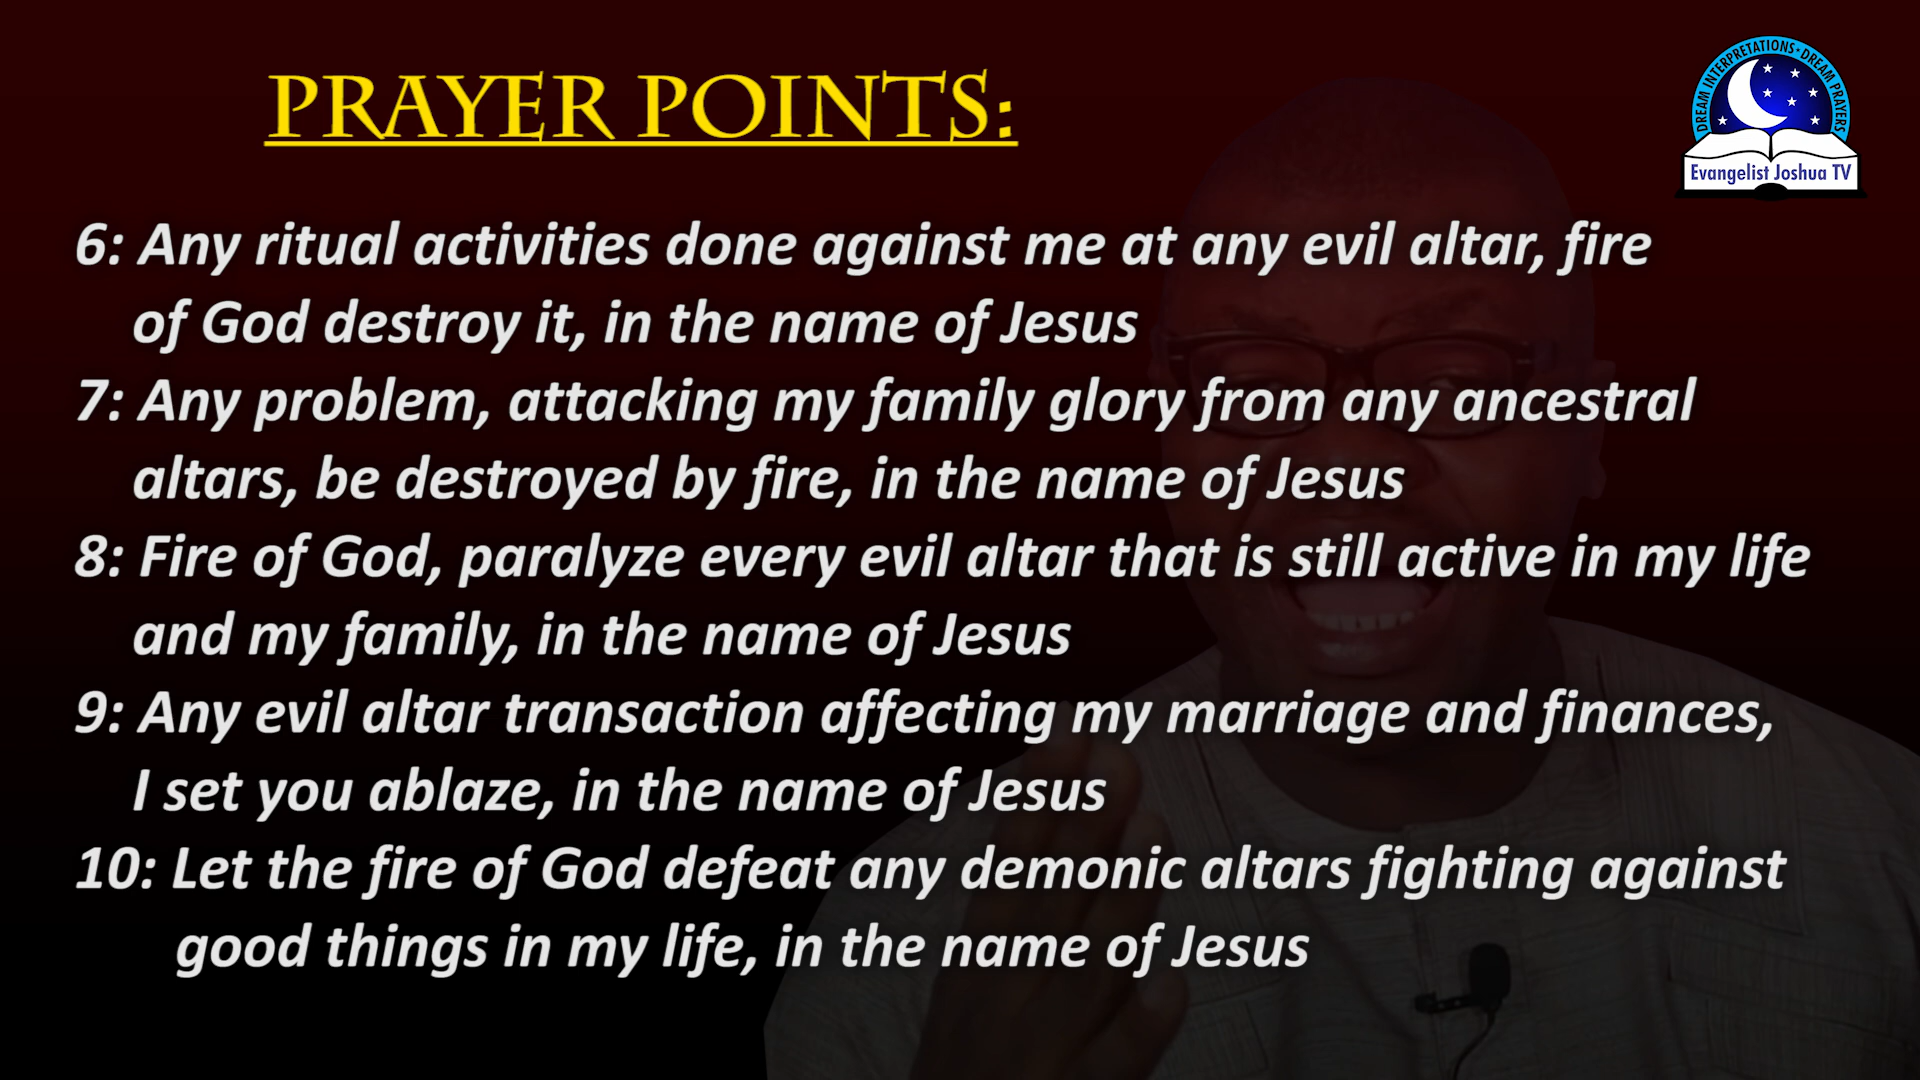 PRAYER POINTS:
DREAM INTERPRETATIONS • DREAM PRAYERS
Evangelist Joshua TV
6: Any ritual activities done against me at any evil altar, fire
of God destroy it, in the name of Jesus
7: Any problem, attacking my family glory from any ancestral
altars, be destroyed by fire, in the name of Jesus
8: Fire of God, paralyze every evil altar that is still active in my life
and my family, in the name of Jesus
9: Any evil altar transaction affecting my marriage and finances,
I set you ablaze, in the name of Jesus
10: Let the fire of God defeat any demonic altars fighting against
good things in my life, in the name of Jesus